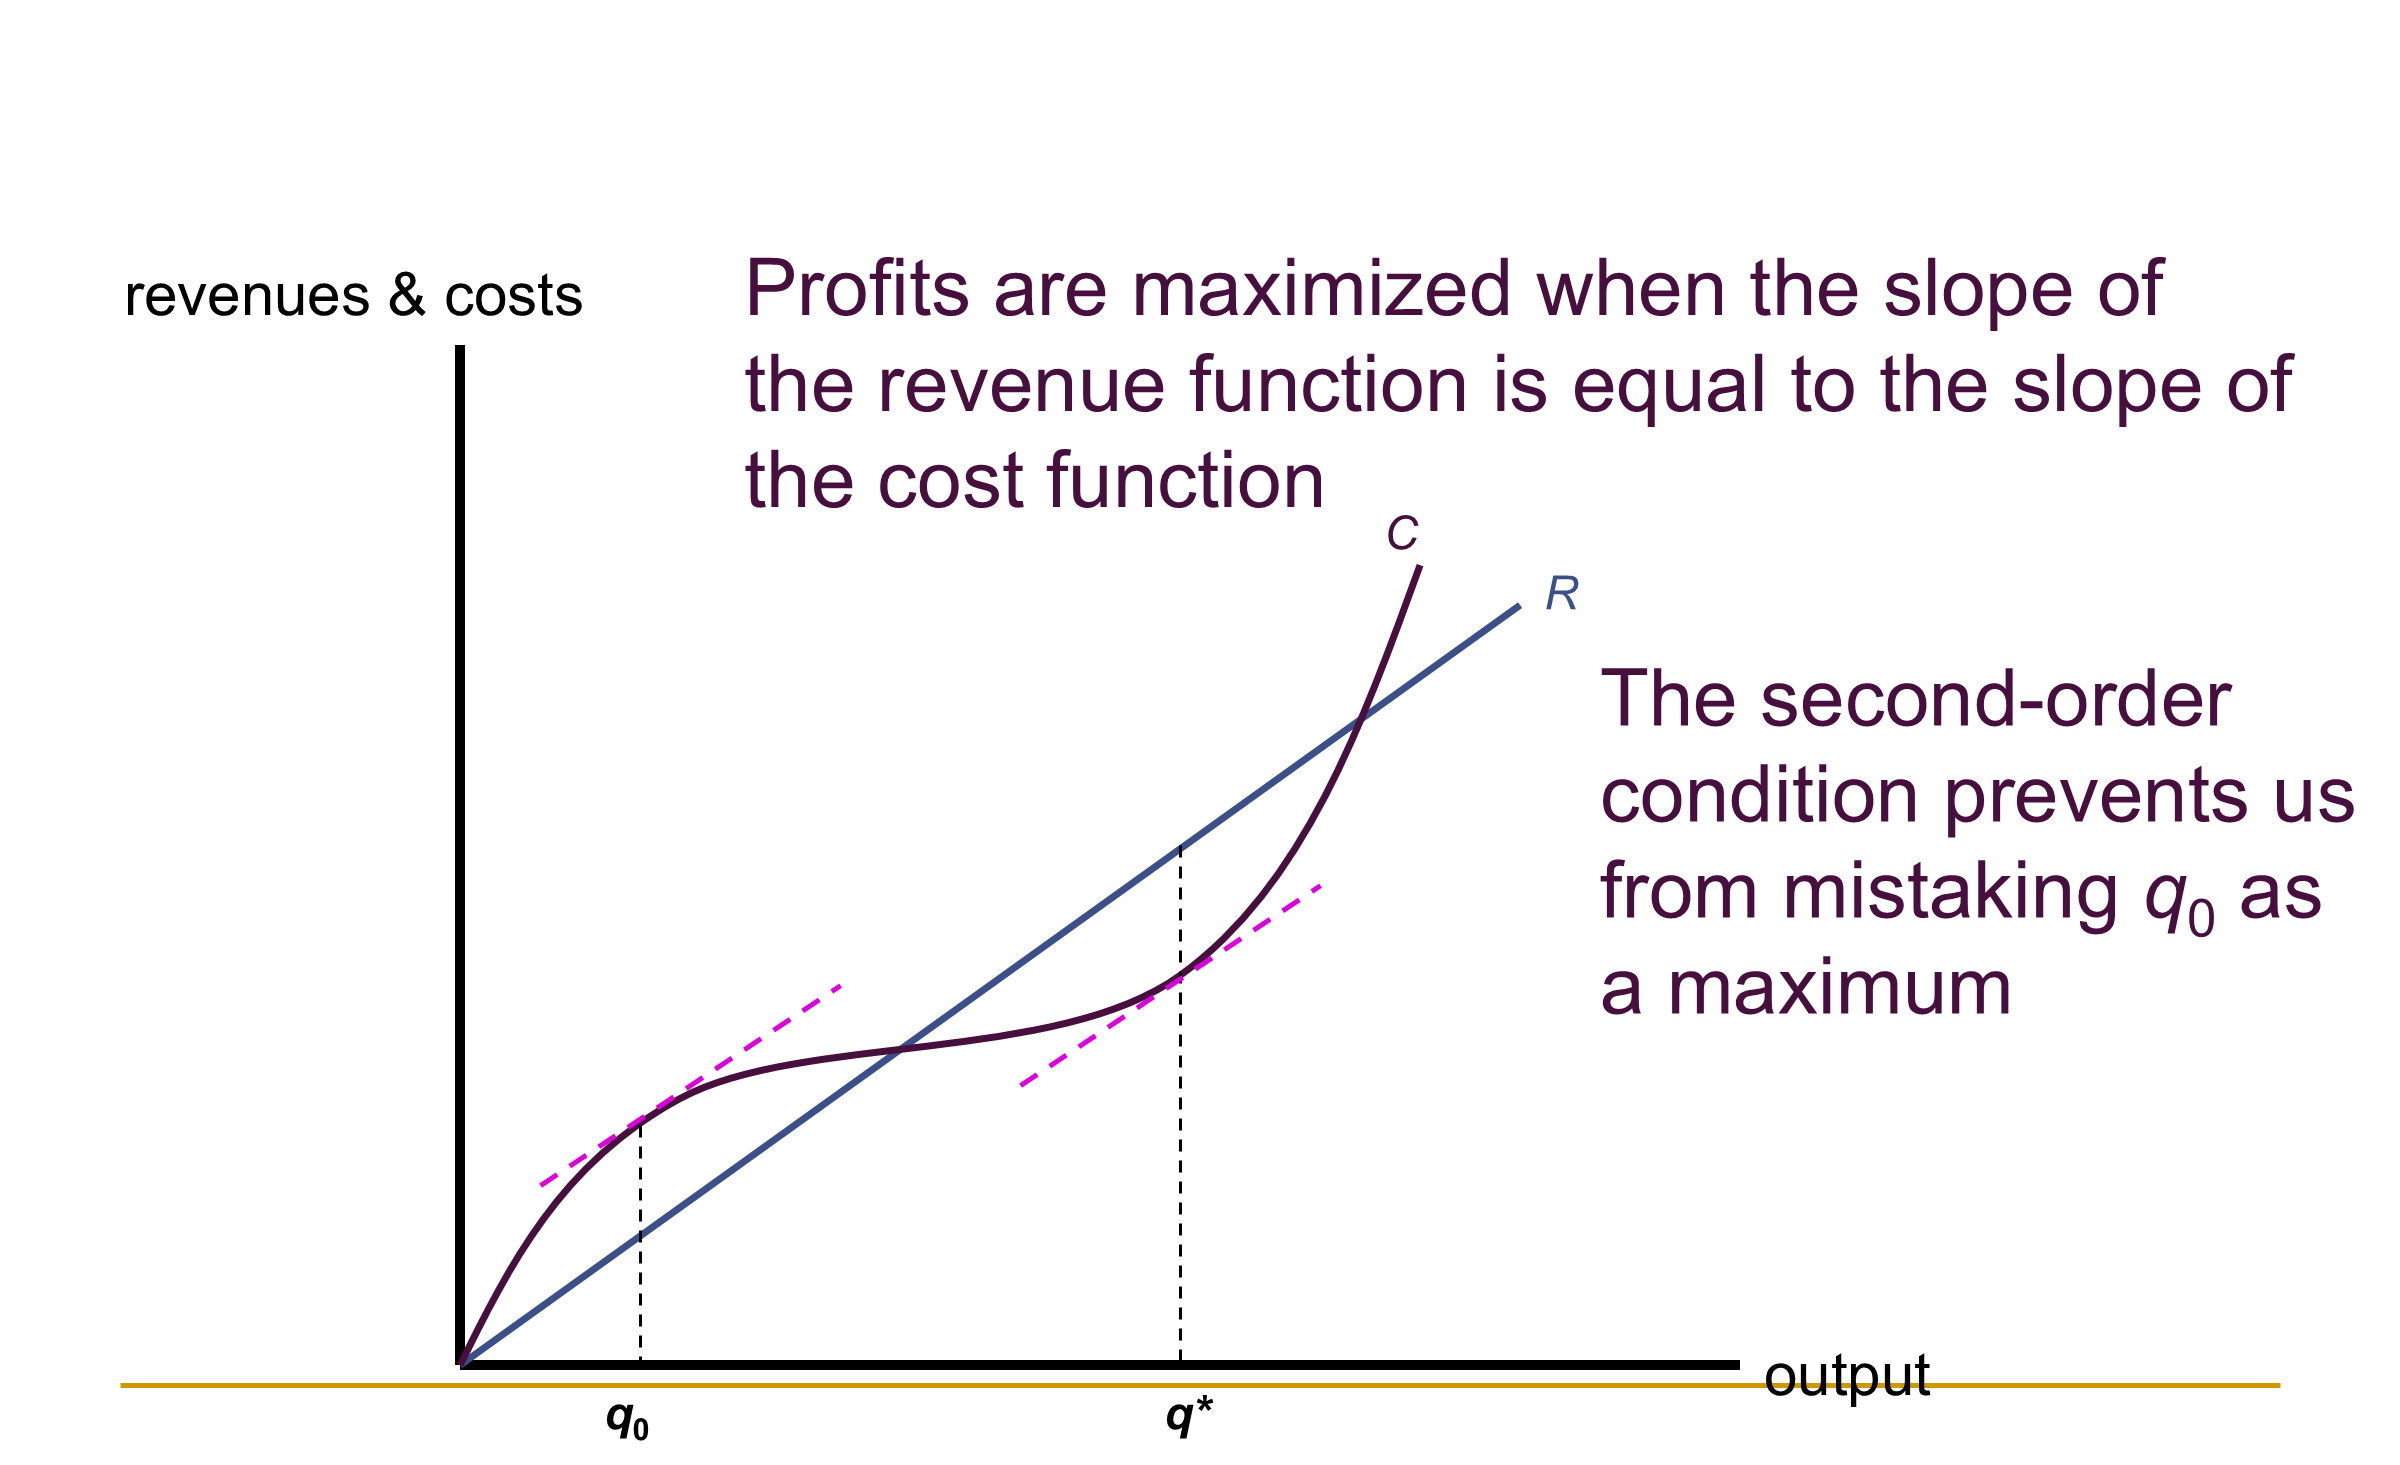 revenues & costs
Profits are maximized when the slope of
the revenue function is equal to the slope of
the cost function
C
R
The second-order
condition prevents us
from mistaking q0 as
a maximum
output
q0
q*